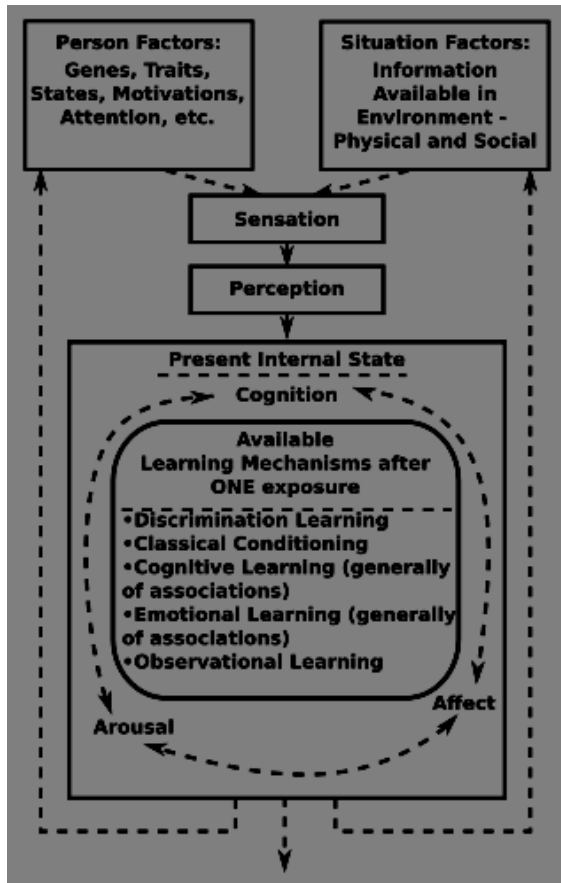 Person Factors:
Genes, Traits,
States, Motivations,
Attention, etc.
Situation Factors:
Information
Available in
Environment -
Physical and Social
Sensation
Perception
Present Internal State
Cognition
Available
Learning Mechanisms after
ONE exposure
•Discrimination Learning
•Classical Conditioning
•Cognitive Learning (generally
of associations)
•Emotional Learning (generally
of associations)
•Observational Learning
Affect
Arousal